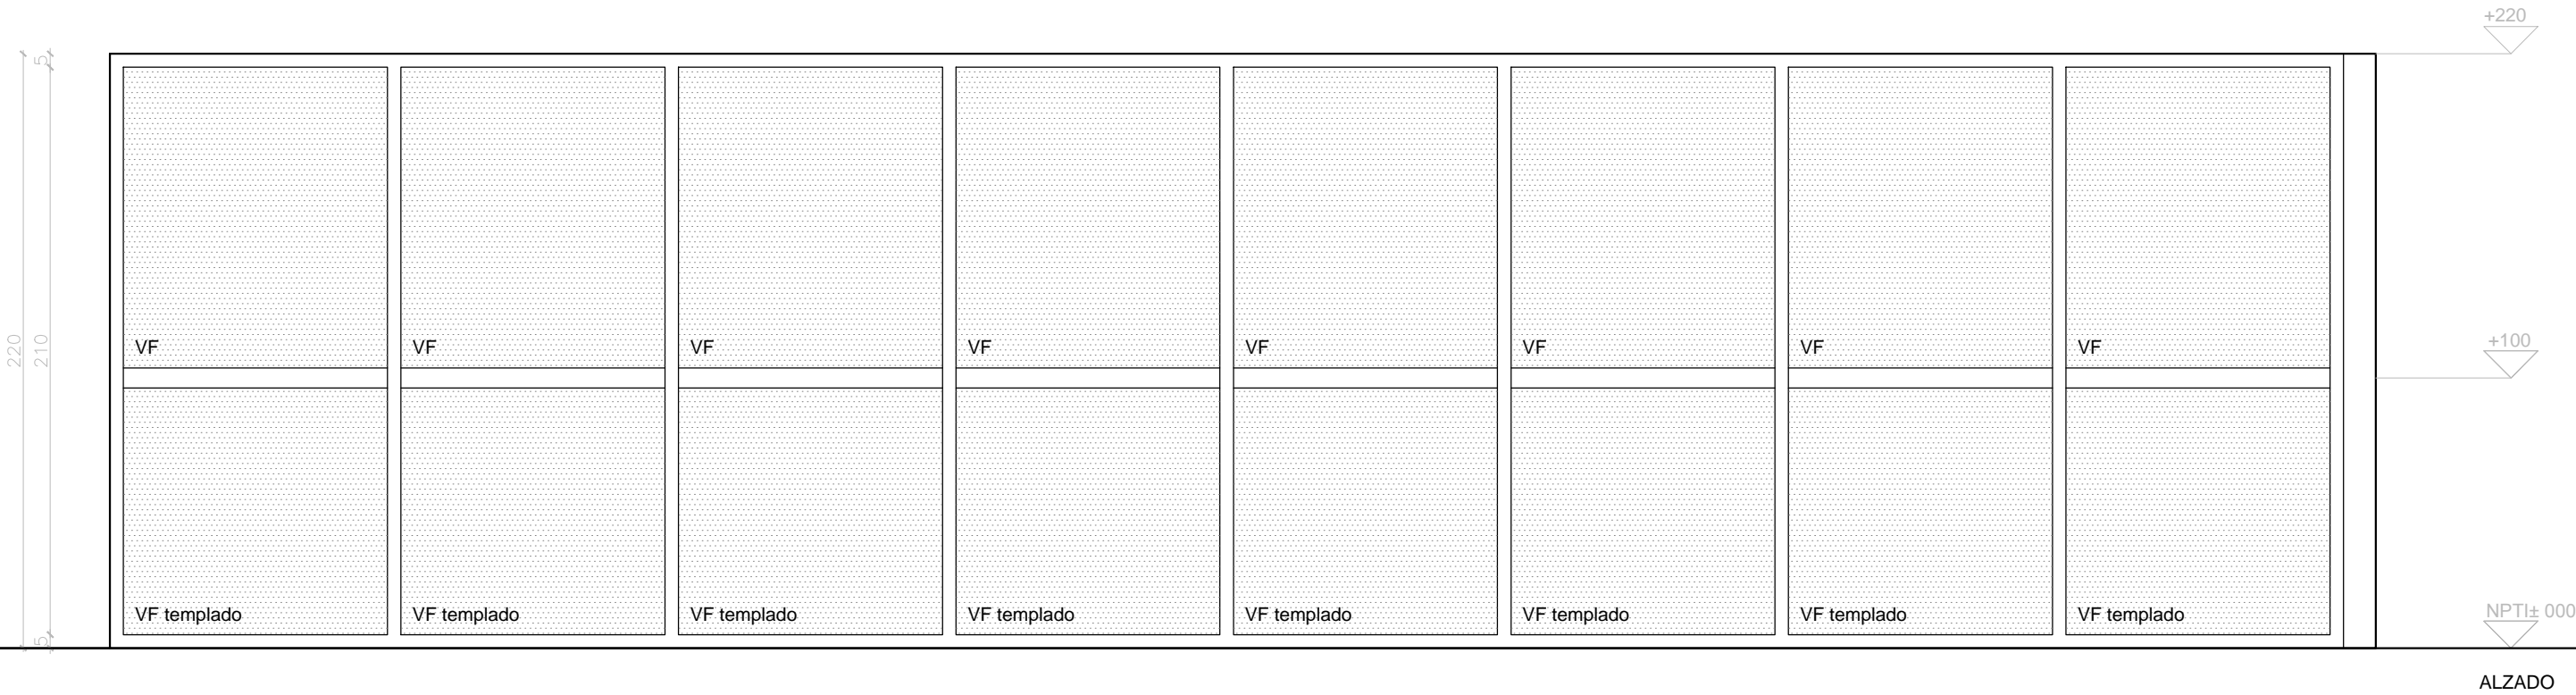 +220
5
VF VF VF VF VF VF VF VF
220
210
+100
VF templado VF templado VF templado VF templado VF templado VF templado VF templado VF templado
NPTI± 000
5
ALZADO